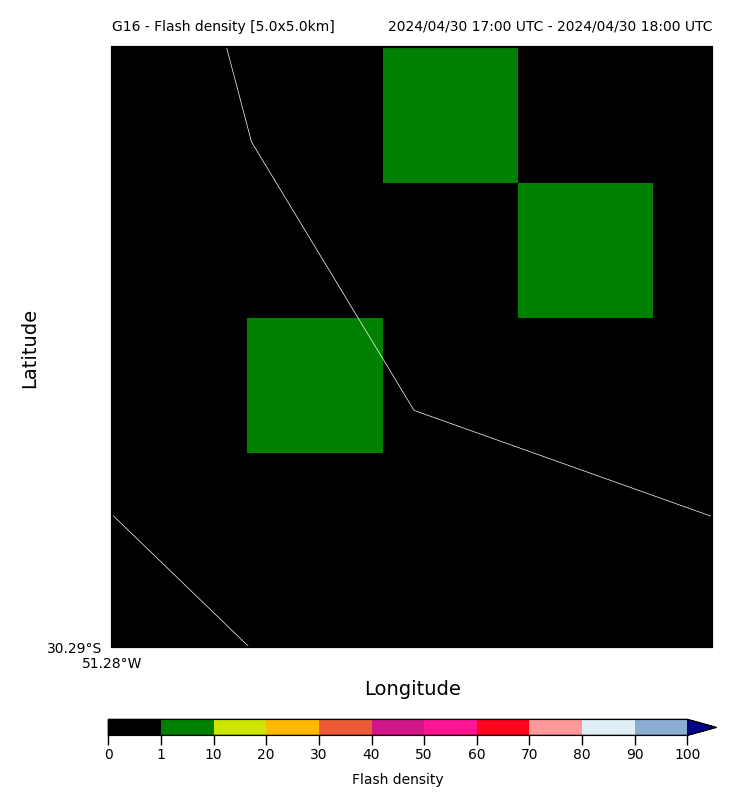 G16 - Flash density [5.0x5.0km] 2024/04/30 17:00 UTC - 2024/04/30 18:00 UTC
Latitude
30.29°S
51.28°W
Longitude
0 1 10 20 30 40 50 60 70 80 90 100
Flash density